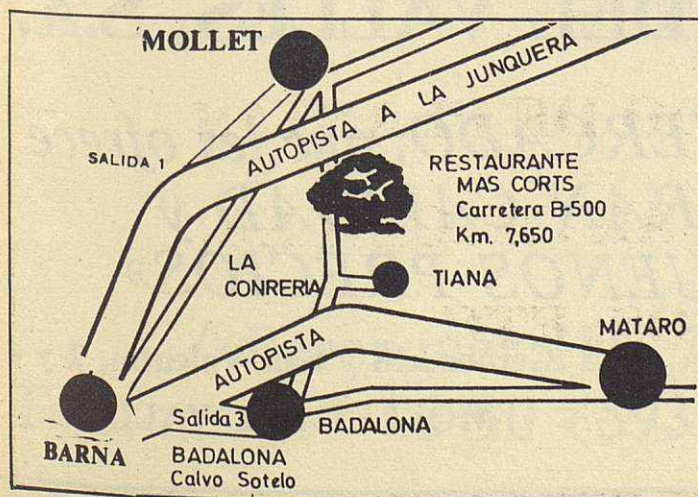 MOLLET
AUTOPISTA A LA JUNQUERA
SALIDA 1
RESTAURANTE
MAS CORTS
Carretera B-500
Km. 7,650
LA
CONRERIA
TIANA
MATARO
AUTOPISTA
Salida 3
BADALONA
BARNA
BADALONA
Calvo Sotelo